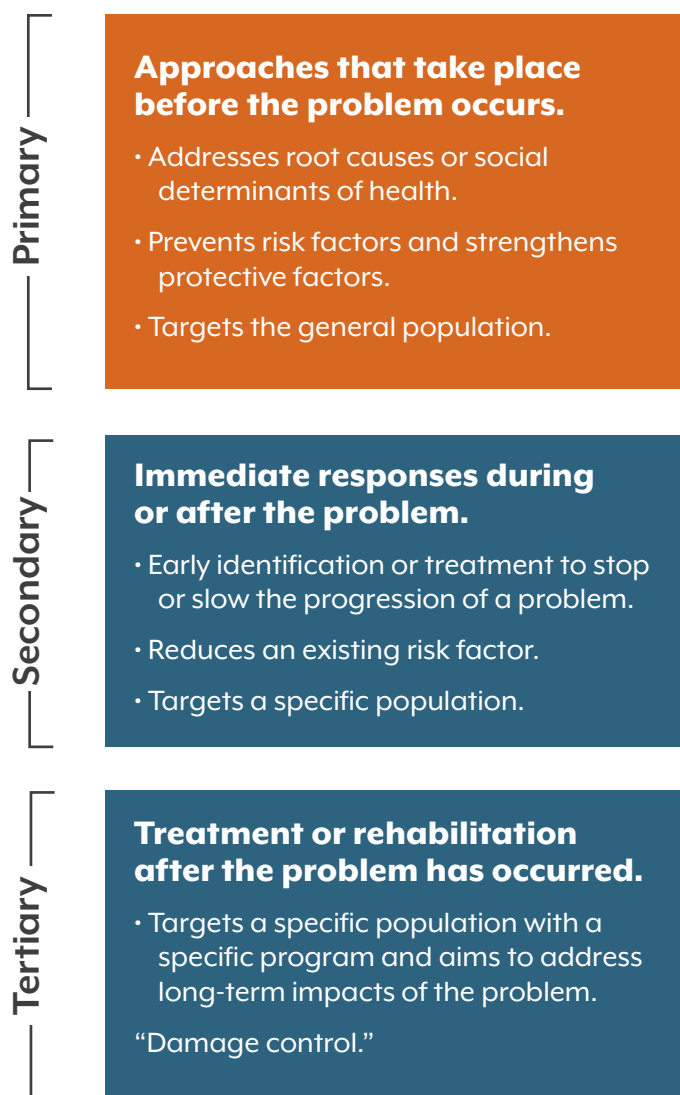 Primary
Approaches that take place
before the problem occurs.
· Addresses root causes or social
determinants of health.
· Prevents risk factors and strengthens
protective factors.
· Targets the general population.
Secondary
Immediate responses during
or after the problem.
· Early identification or treatment to stop
or slow the progression of a problem.
· Reduces an existing risk factor.
· Targets a specific population.
Tertiary
Treatment or rehabilitation
after the problem has occurred.
· Targets a specific population with a
specific program and aims to address
long-term impacts of the problem.
“Damage control.”